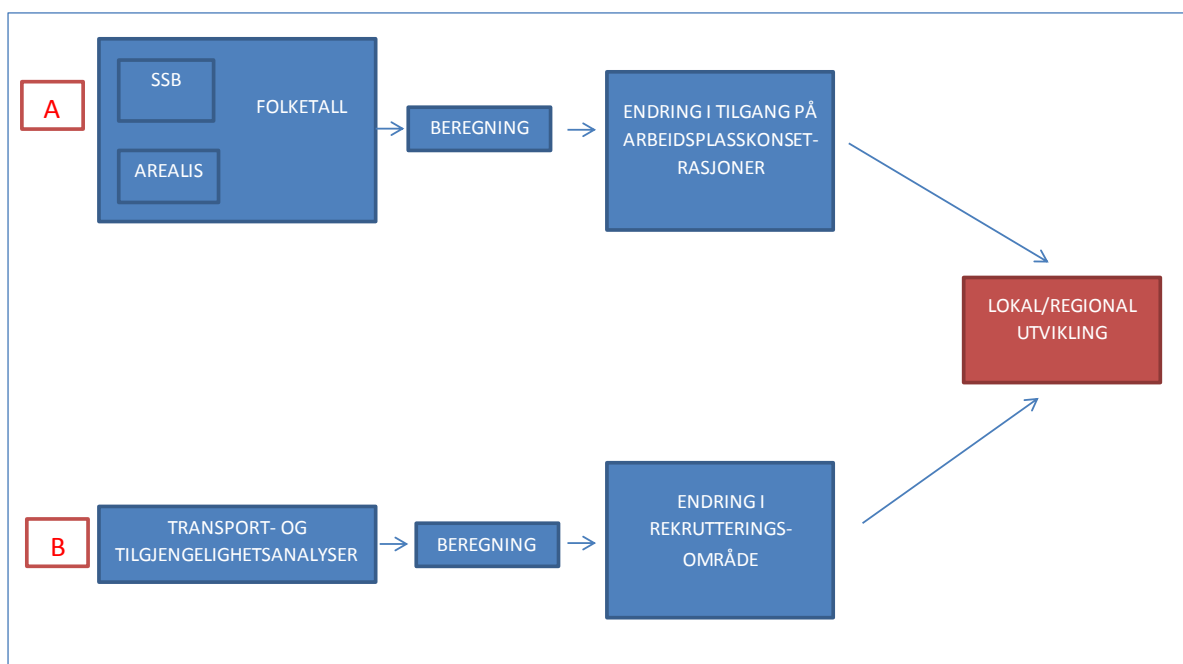 A
SSB
FOLKETALL
AREALIS
BEREGNING
ENDRING I TILGANG PÅ
ARBEIDSPLASSKONSET-
RASJONER
LOKAL/REGIONAL
UTVIKLING
B
TRANSPORT- OG
TILGJENGELIGHETSANALYSER
BEREGNING
ENDRING I
REKRUTTERINGS-
OMRÅDE